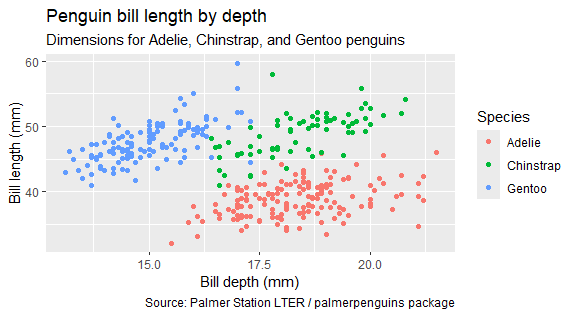 Penguin bill length by depth
Dimensions for Adelie, Chinstrap, and Gentoo penguins
60
50
40
Bill length (mm)
15.0 17.5 20.0
Bill depth (mm)
Species
Adelie
Chinstrap
Gentoo
Source: Palmer Station LTER / palmerpenguins package